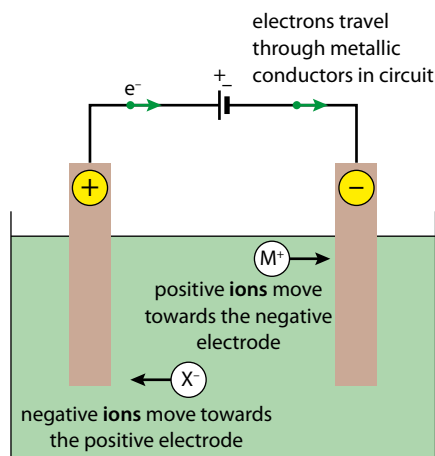 electrons travel
through metallic
conductors in circuit
e⁻
+
−
+
−
M⁺
positive ions move
towards the negative
electrode
X⁻
negative ions move towards
the positive electrode